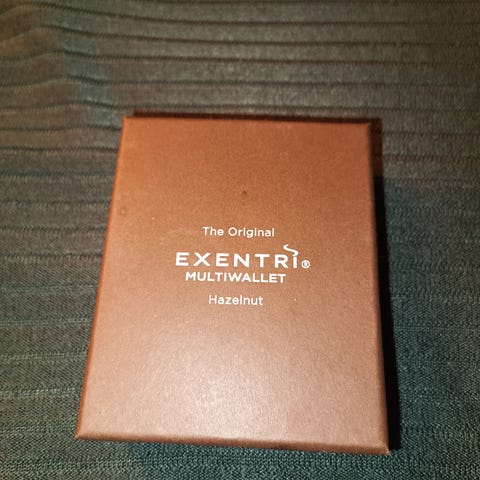 The Original
EXENTRI®
MULTIWALLET
Hazelnut